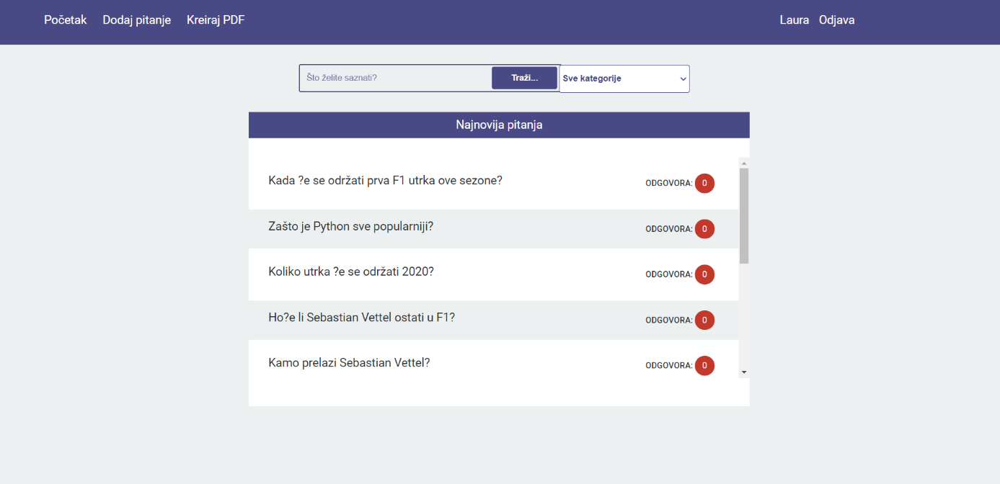 Početak Dodaj pitanje Kreiraj PDF Laura Odjava
Što želite saznati? Traži... Sve kategorije
Najnovija pitanja
Kada ?e se održati prva F1 utrka ove sezone? ODGOVORA: 0
Zašto je Python sve popularniji? ODGOVORA: 0
Koliko utrka ?e se održati 2020? ODGOVORA: 0
Ho?e li Sebastian Vettel ostati u F1? ODGOVORA: 0
Kamo prelazi Sebastian Vettel? ODGOVORA: 0